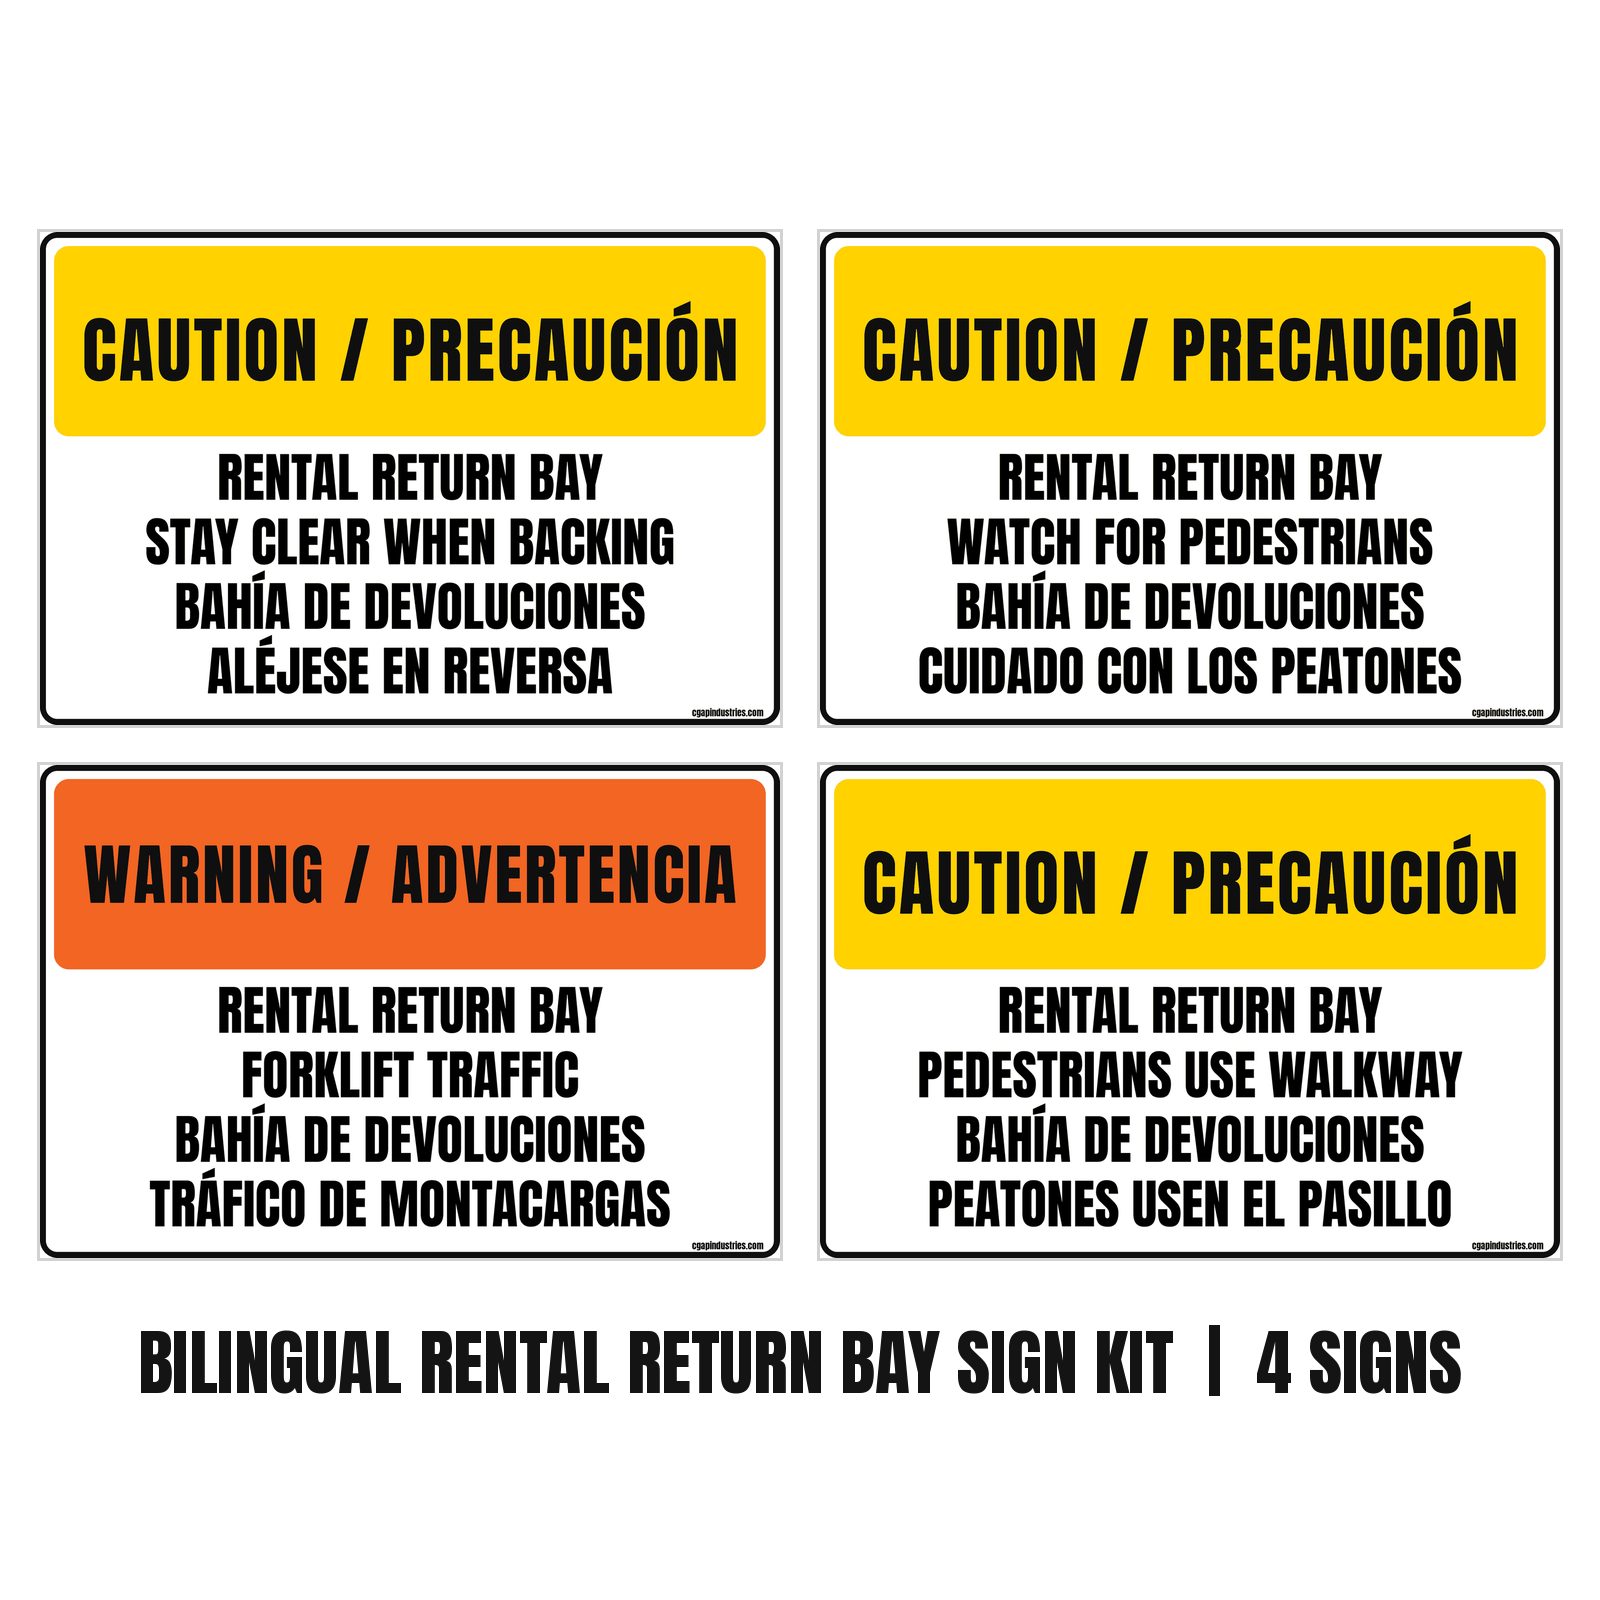 CAUTION / PRECAUCIÓN
RENTAL RETURN BAY
STAY CLEAR WHEN BACKING
BAHÍA DE DEVOLUCIONES
ALÉJESE EN REVERSA
cgapindustries.com
CAUTION / PRECAUCIÓN
RENTAL RETURN BAY
WATCH FOR PEDESTRIANS
BAHÍA DE DEVOLUCIONES
CUIDADO CON LOS PEATONES
cgapindustries.com
WARNING / ADVERTENCIA
RENTAL RETURN BAY
FORKLIFT TRAFFIC
BAHÍA DE DEVOLUCIONES
TRÁFICO DE MONTACARGAS
cgapindustries.com
CAUTION / PRECAUCIÓN
RENTAL RETURN BAY
PEDESTRIANS USE WALKWAY
BAHÍA DE DEVOLUCIONES
PEATONES USEN EL PASILLO
cgapindustries.com
BILINGUAL RENTAL RETURN BAY SIGN KIT | 4 SIGNS